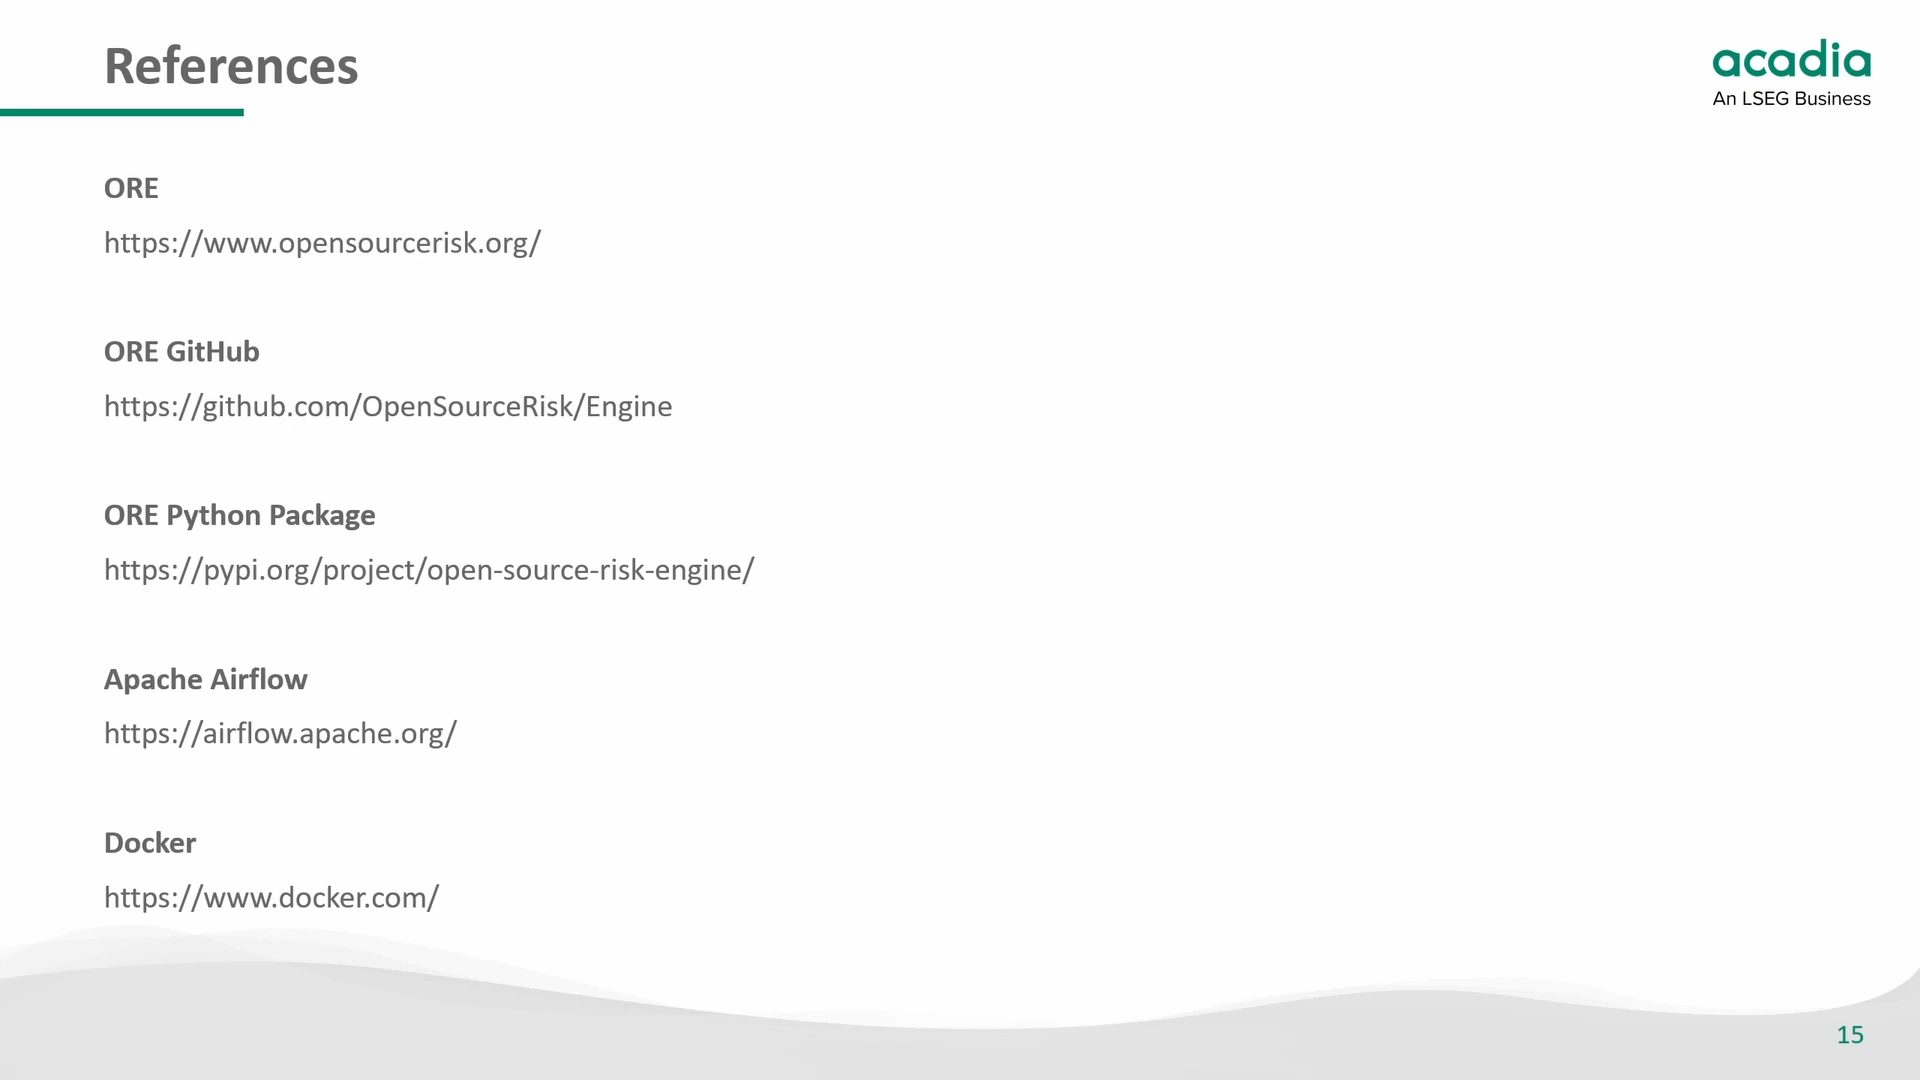 References
acadia
An LSEG Business
ORE
https://www.opensourcerisk.org/
ORE GitHub
https://github.com/OpenSourceRisk/Engine
ORE Python Package
https://pypi.org/project/open-source-risk-engine/
Apache Airflow
https://airflow.apache.org/
Docker
https://www.docker.com/
15